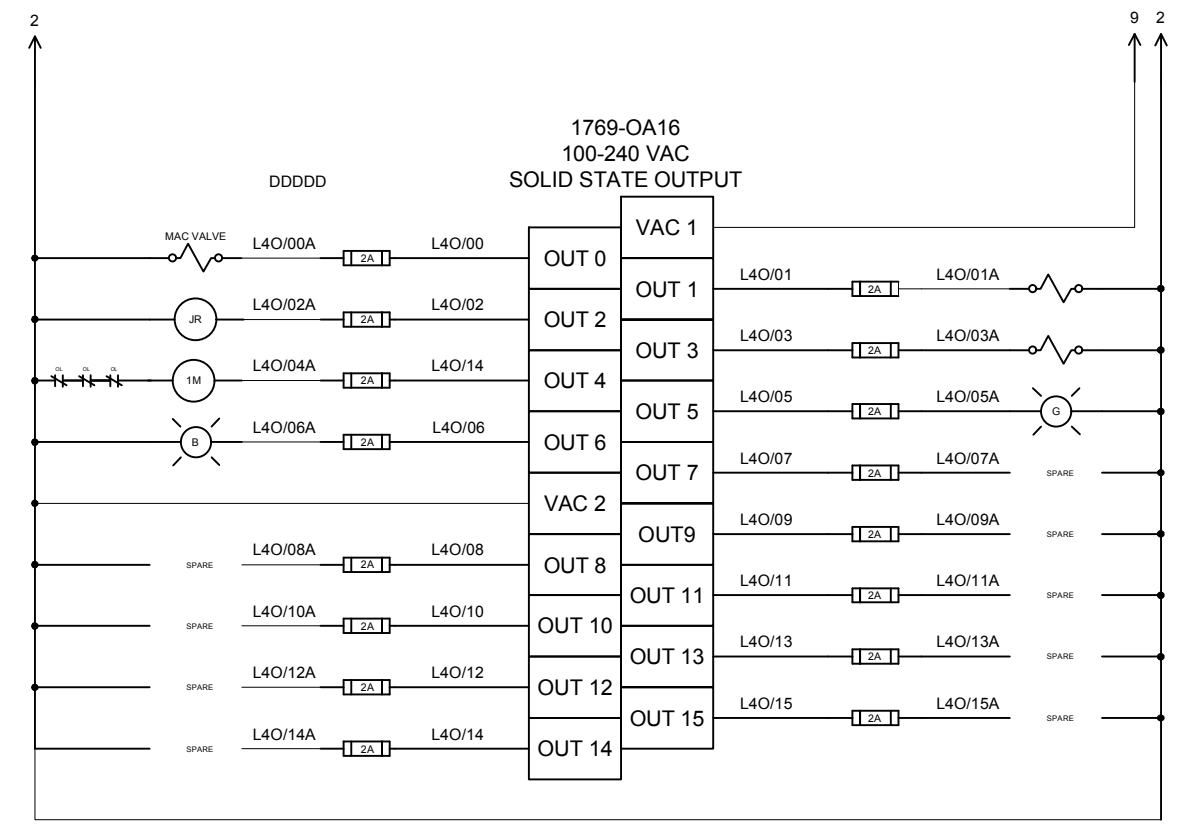 2
9 2
1769-OA16
100-240 VAC
SOLID STATE OUTPUT
DDDDD
VAC 1
MAC VALVE L4O/00A 2A L4O/00 OUT 0
OUT 1 L4O/01 2A L4O/01A
JR L4O/02A 2A L4O/02 OUT 2
OUT 3 L4O/03 2A L4O/03A
OL OL OL 1M L4O/04A 2A L4O/14 OUT 4
OUT 5 L4O/05 2A L4O/05A G
B L4O/06A 2A L4O/06 OUT 6
OUT 7 L4O/07 2A L4O/07A SPARE
VAC 2
OUT9 L4O/09 2A L4O/09A SPARE
SPARE L4O/08A 2A L4O/08 OUT 8
OUT 11 L4O/11 2A L4O/11A SPARE
SPARE L4O/10A 2A L4O/10 OUT 10
OUT 13 L4O/13 2A L4O/13A SPARE
SPARE L4O/12A 2A L4O/12 OUT 12
OUT 15 L4O/15 2A L4O/15A SPARE
SPARE L4O/14A 2A L4O/14 OUT 14